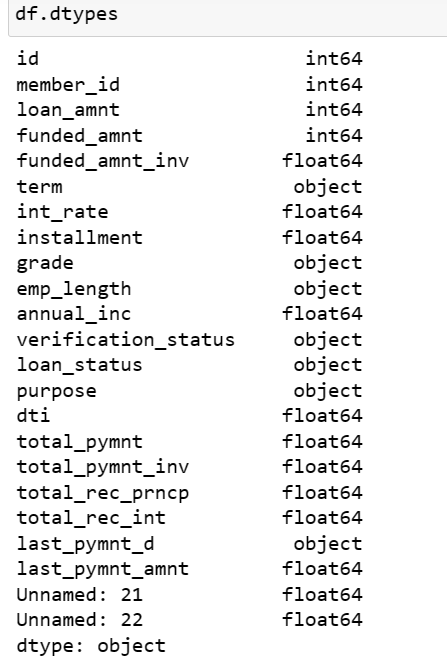 df.dtypes
id int64
member_id int64
loan_amnt int64
funded_amnt int64
funded_amnt_inv float64
term object
int_rate float64
installment float64
grade object
emp_length object
annual_inc float64
verification_status object
loan_status object
purpose object
dti float64
total_pymnt float64
total_pymnt_inv float64
total_rec_prncp float64
total_rec_int float64
last_pymnt_d object
last_pymnt_amnt float64
Unnamed: 21 float64
Unnamed: 22 float64
dtype: object